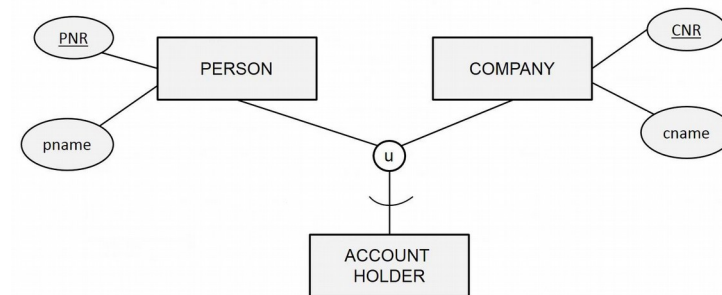 PNR
CNR
PERSON
COMPANY
pname
cname
u
ACCOUNT
HOLDER